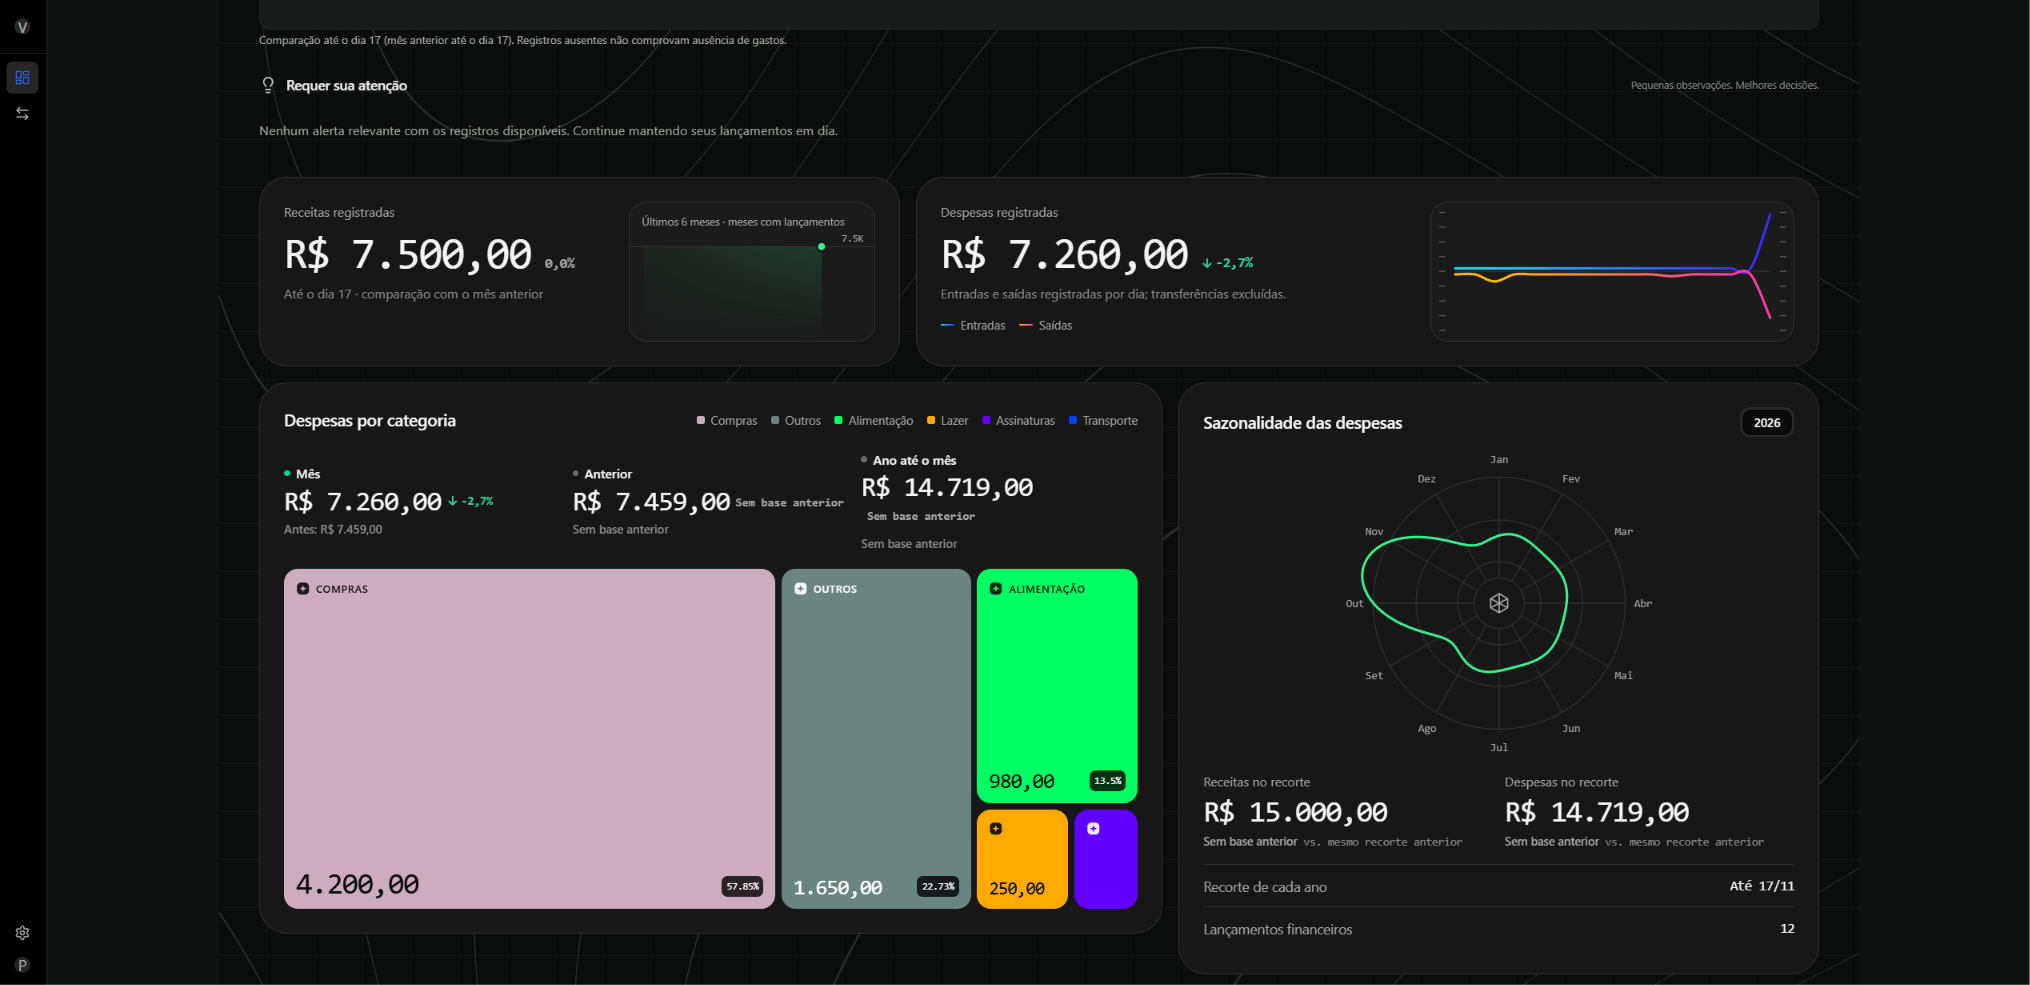 V
Comparação até o dia 17 (mês anterior até o dia 17). Registros ausentes não comprovam ausência de gastos.
Requer sua atenção
Pequenas observações. Melhores decisões.
Nenhum alerta relevante com os registros disponíveis. Continue mantendo seus lançamentos em dia.
Receitas registradas
R$ 7.500,00 0,0%
Até o dia 17 · comparação com o mês anterior
Últimos 6 meses · meses com lançamentos
7.5K
Despesas registradas
R$ 7.260,00 ↓ -2,7%
Entradas e saídas registradas por dia; transferências excluídas.
Entradas Saídas
Despesas por categoria
Compras Outros Alimentação Lazer Assinaturas Transporte
Mês
R$ 7.260,00 ↓ -2,7%
Antes: R$ 7.459,00
Anterior
R$ 7.459,00 Sem base anterior
Sem base anterior
Ano até o mês
R$ 14.719,00
Sem base anterior
Sem base anterior
COMPRAS
4.200,00 57.85%
OUTROS
1.650,00 22.73%
ALIMENTAÇÃO
980,00 13.5%
250,00
Sazonalidade das despesas
2026
Jan
Fev
Mar
Abr
Mai
Jun
Jul
Ago
Set
Out
Nov
Dez
Receitas no recorte
R$ 15.000,00
Sem base anterior vs. mesmo recorte anterior
Despesas no recorte
R$ 14.719,00
Sem base anterior vs. mesmo recorte anterior
Recorte de cada ano Até 17/11
Lançamentos financeiros 12
P